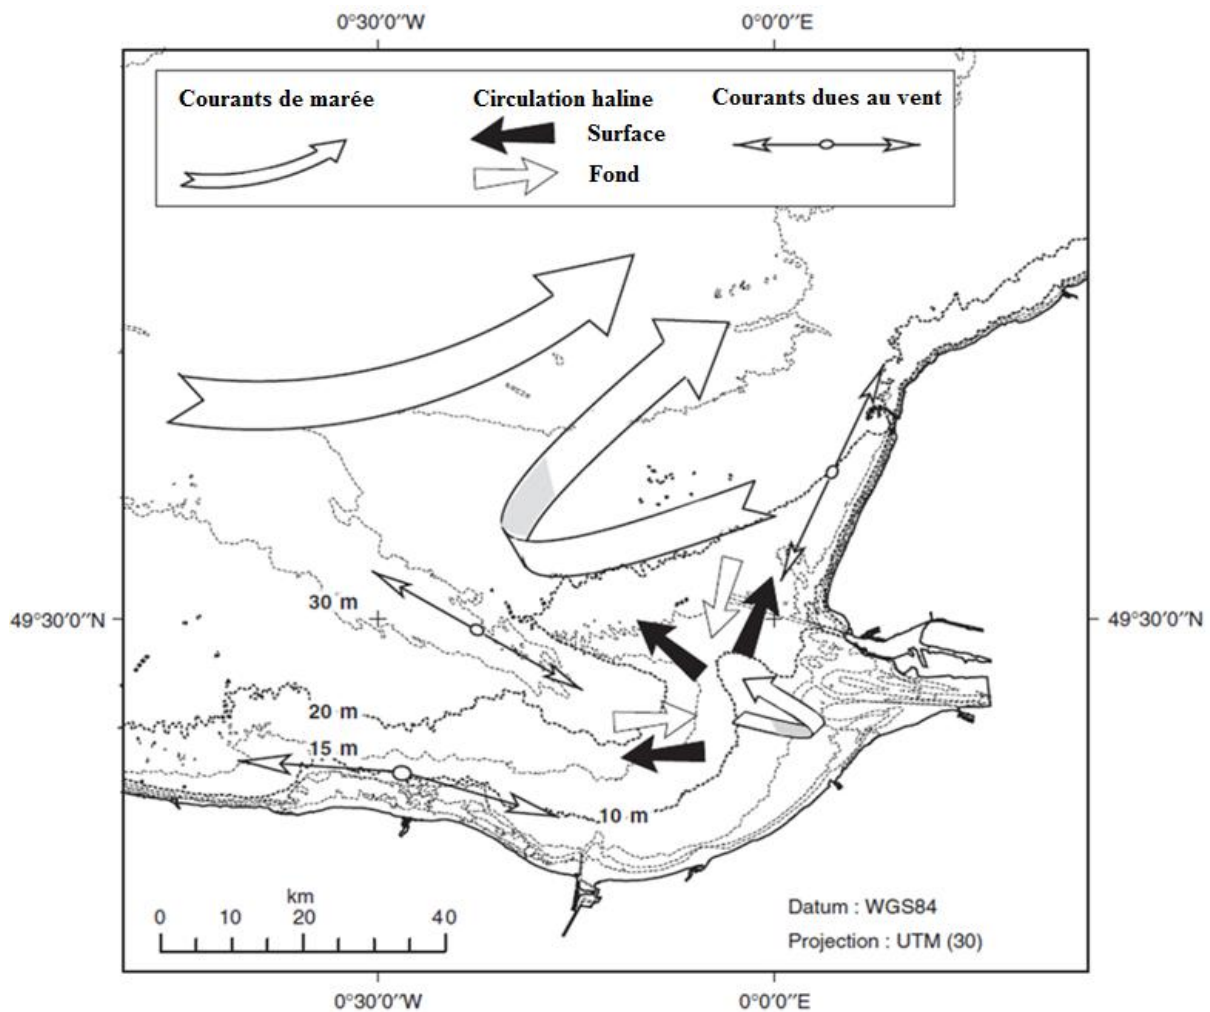 0°30'0''W 0°0'0''E
Courants de marée Circulation haline Courants dues au vent
Surface
Fond
30 m
49°30'0''N 49°30'0''N
20 m
15 m
10 m
km
0 10 20 40
Datum : WGS84
Projection : UTM (30)
0°30'0''W 0°0'0''E